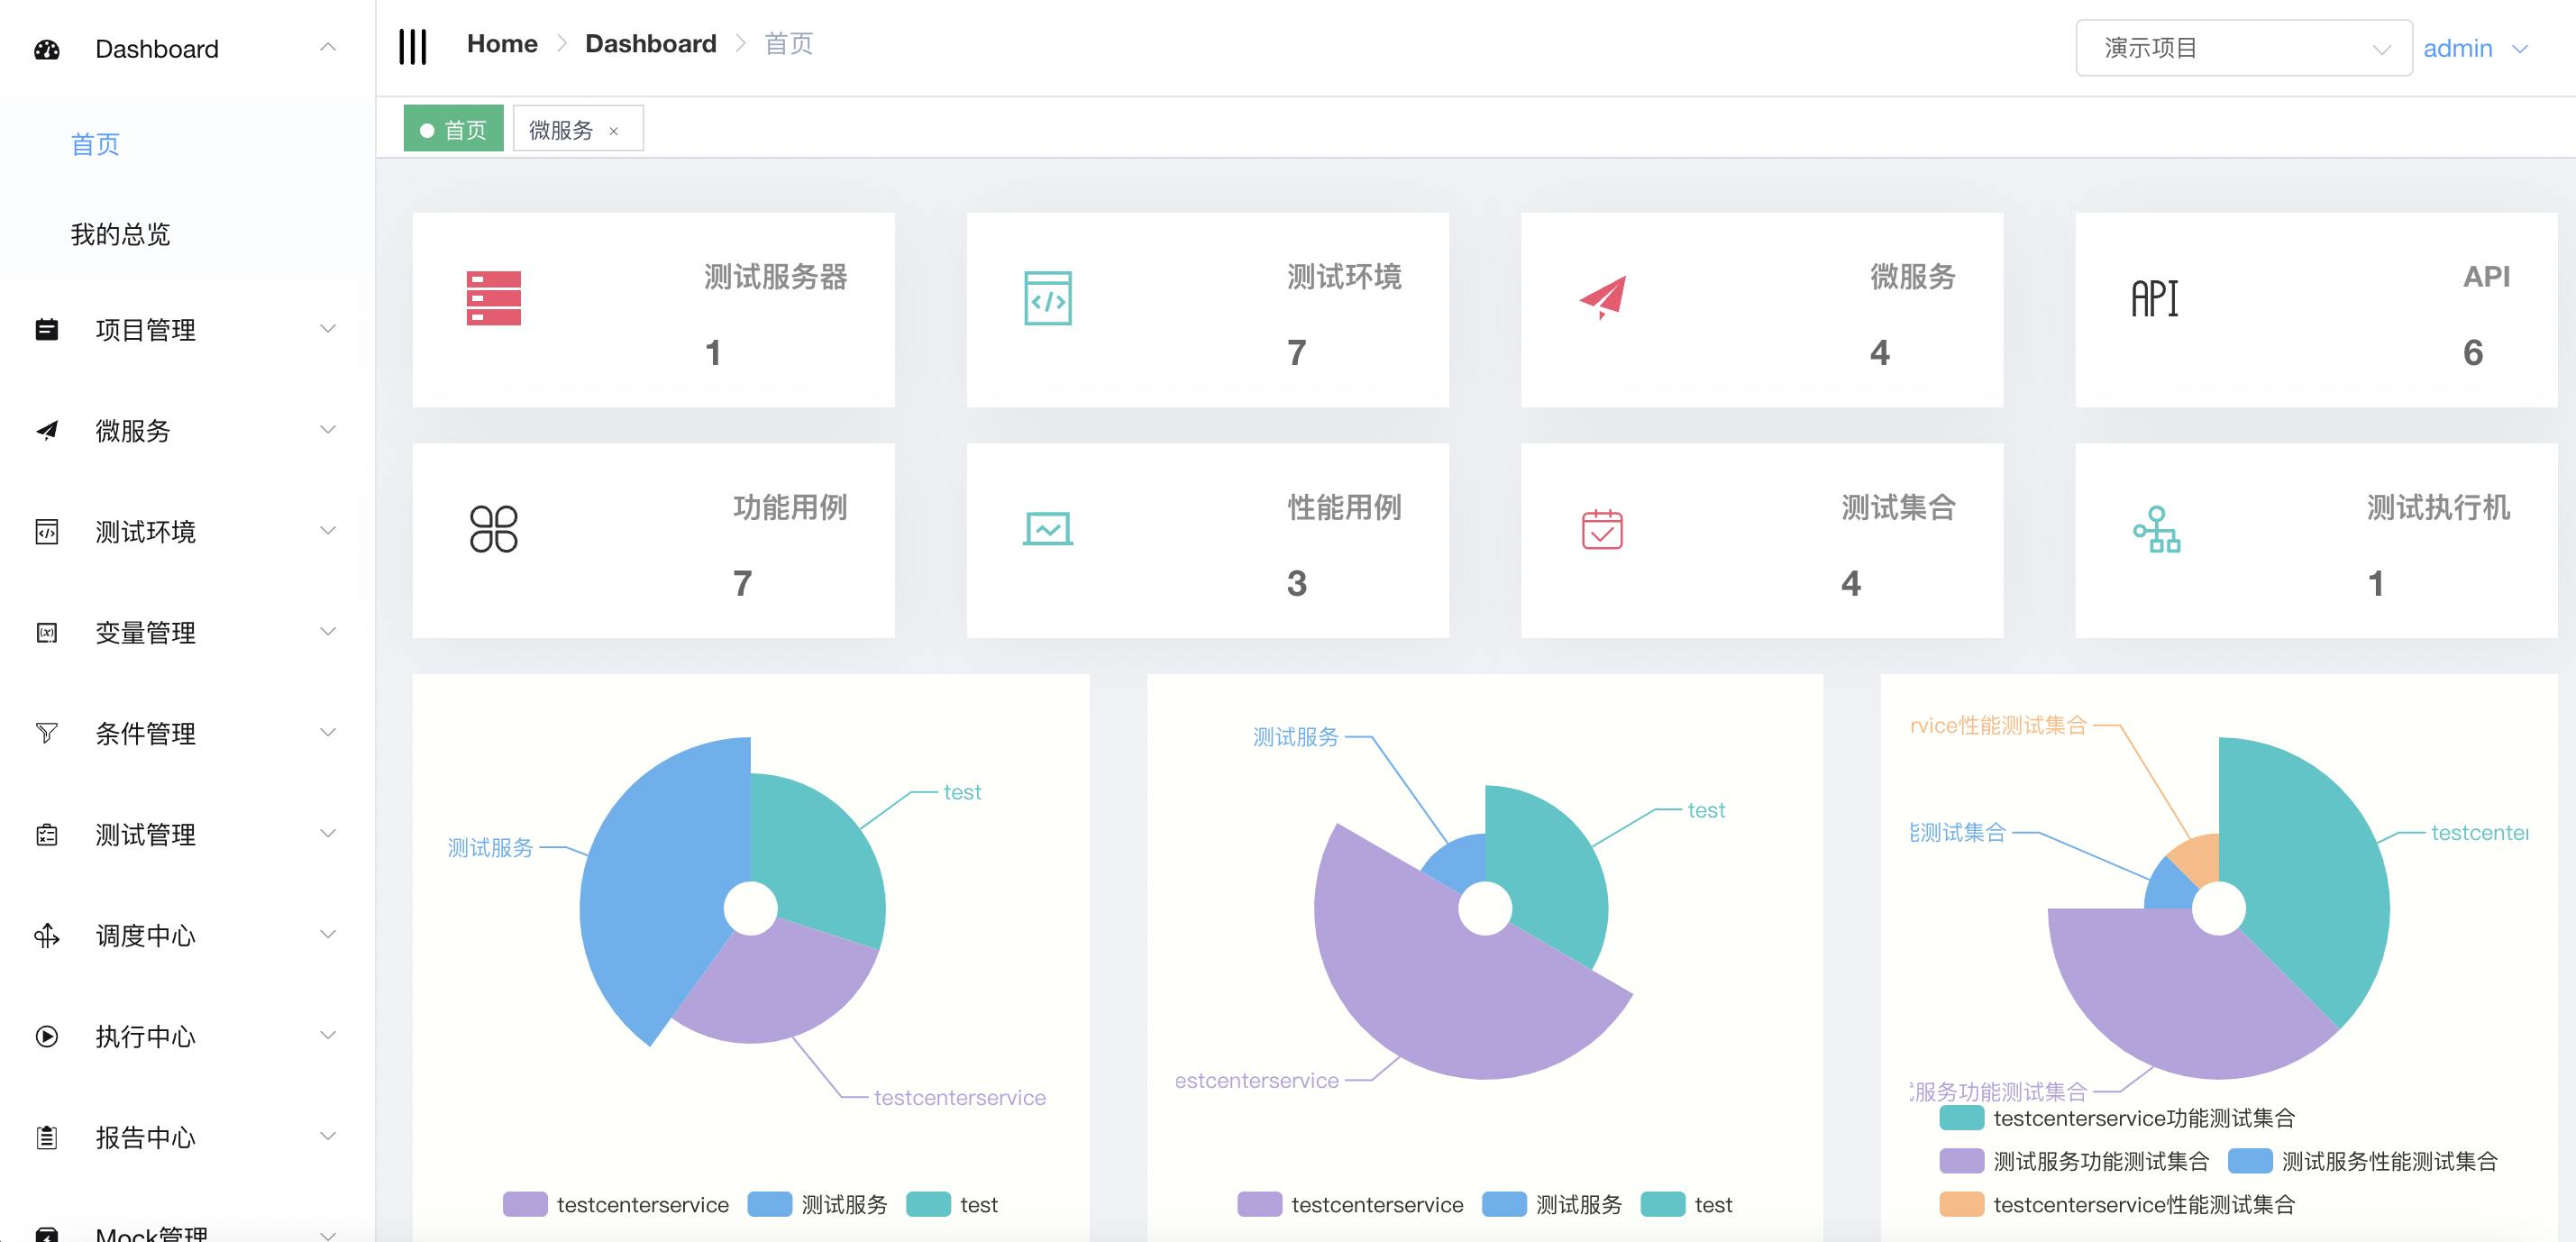 Dashboard
首页
我的总览
项目管理
微服务
测试环境
变量管理
条件管理
测试管理
调度中心
执行中心
报告中心
Mock管理
Home Dashboard 首页
演示项目 admin
首页 微服务 ×
测试服务器
1
测试环境
7
微服务
4
API
API
6
功能用例
7
性能用例
3
测试集合
4
测试执行机
1
test
测试服务
testcenterservice
testcenterservice 测试服务 test
测试服务
test
estcenterservice
testcenterservice 测试服务 test
rvice性能测试集合
能测试集合
testcenter
服务功能测试集合
testcenterservice功能测试集合
测试服务功能测试集合 测试服务性能测试集合
testcenterservice性能测试集合